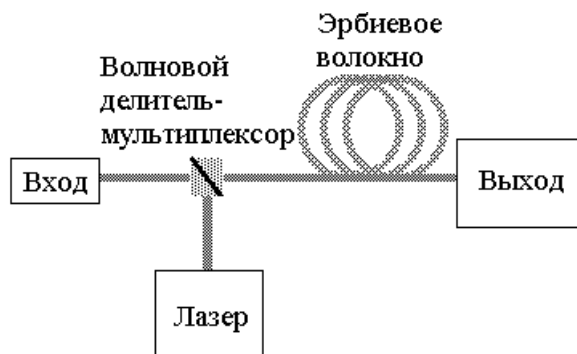 Эрбиевое
волокно
Волновой
делитель-
мультиплексор
Вход
Выход
Лазер